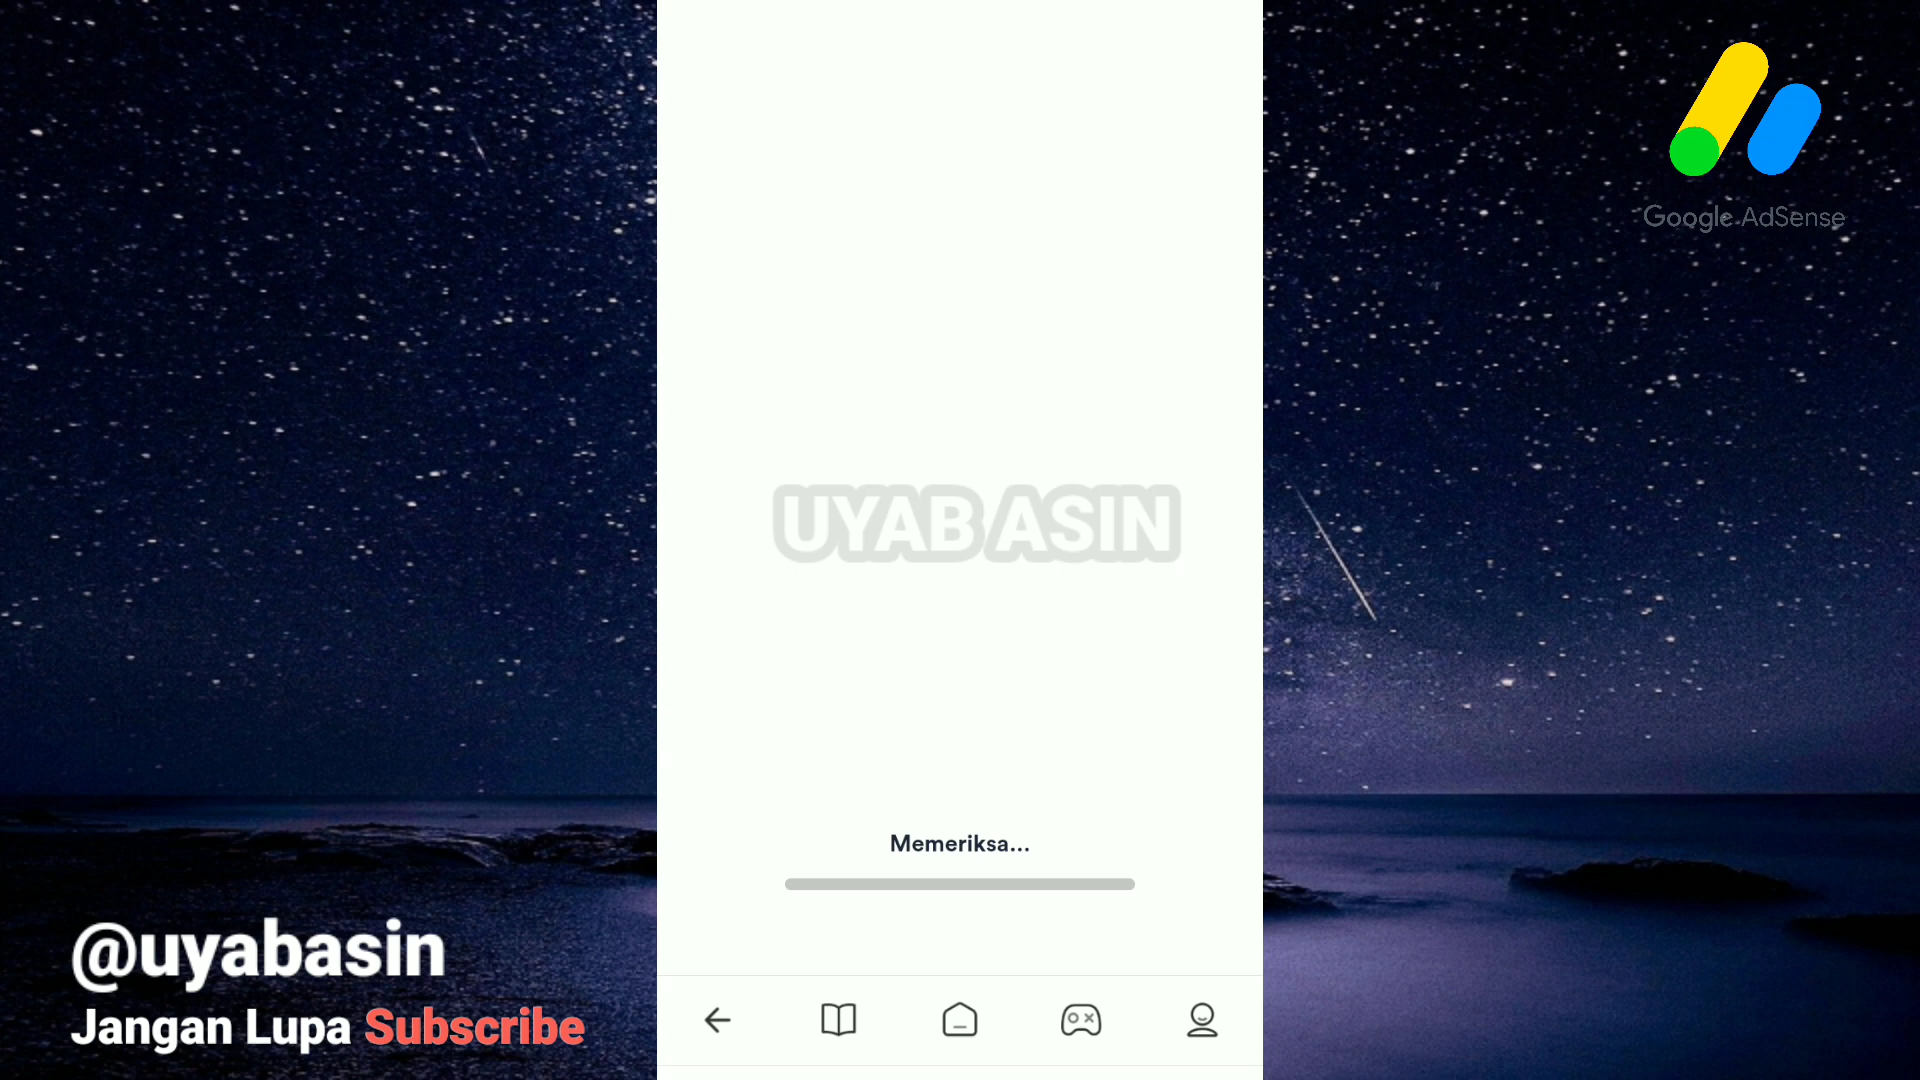 Google AdSense
UYAB ASIN
Memeriksa...
@uyabasin
Jangan Lupa Subscribe